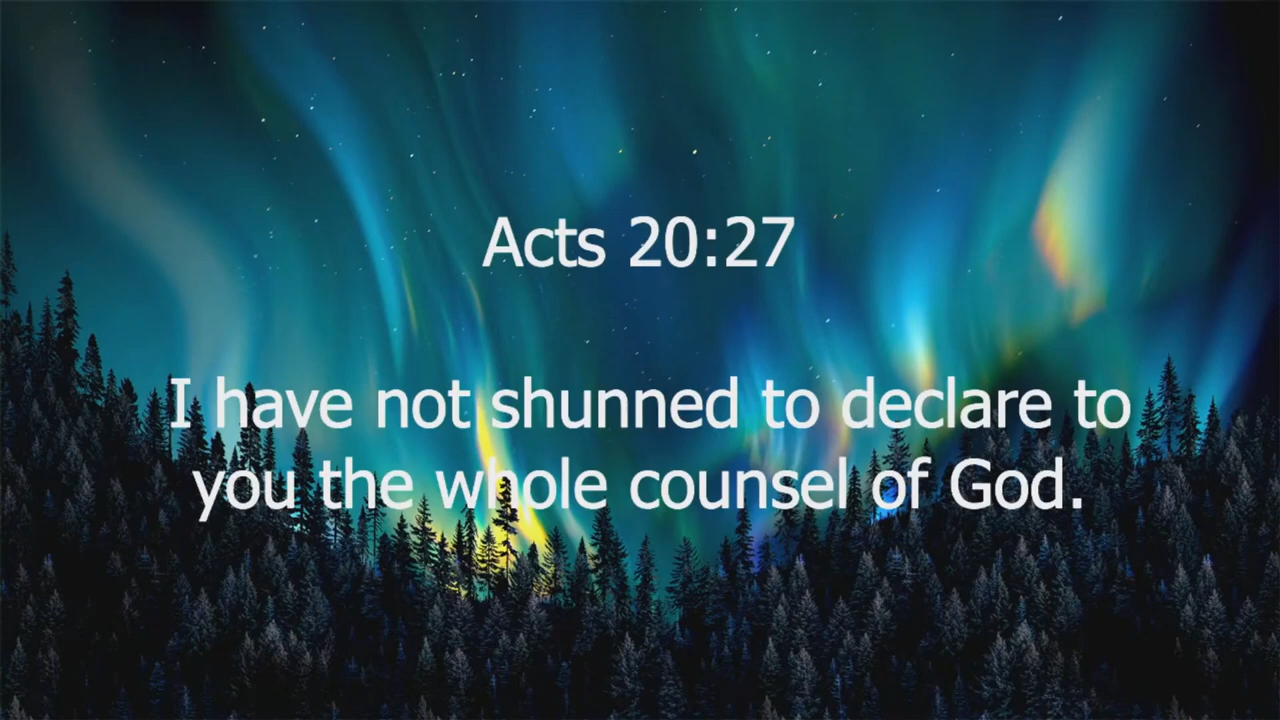 Acts 20:27
I have not shunned to declare to
you the whole counsel of God.